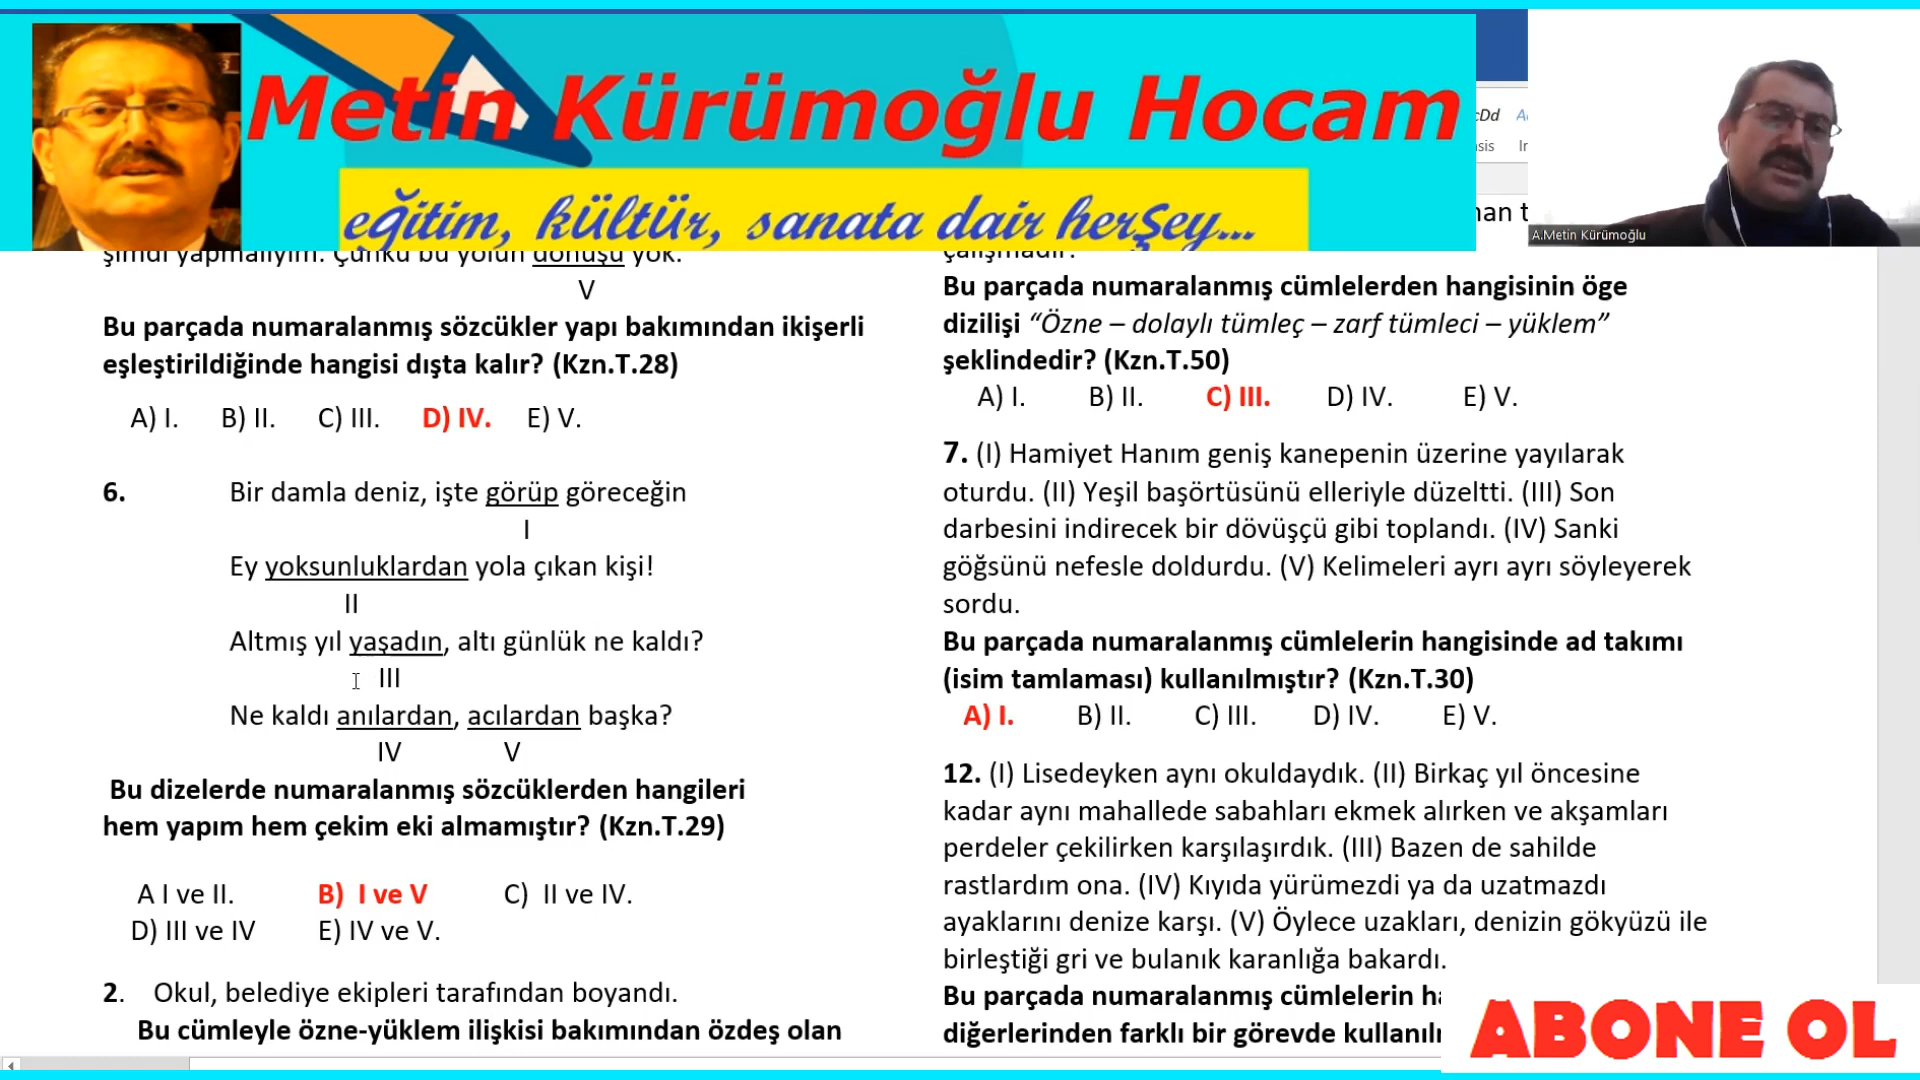 Metin Kürümoğlu Hocam
eğitim, kültür, sanata dair herşey...
A.Metin Kürümoğlu
şimdi yapmalıyım. Çünkü bu yolun dönüşü yok.
V
Bu parçada numaralanmış sözcükler yapı bakımından ikişerli
eşleştirildiğinde hangisi dışta kalır? (Kzn.T.28)
A) I. B) II. C) III. D) IV. E) V.
6. Bir damla deniz, işte görüp göreceğin
I
Ey yoksunluklardan yola çıkan kişi!
II
Altmış yıl yaşadın, altı günlük ne kaldı?
III
Ne kaldı anılardan, acılardan başka?
IV V
Bu dizelerde numaralanmış sözcüklerden hangileri
hem yapım hem çekim eki almamıştır? (Kzn.T.29)
A I ve II. B) I ve V C) II ve IV.
D) III ve IV E) IV ve V.
2. Okul, belediye ekipleri tarafından boyandı.
Bu cümleyle özne-yüklem ilişkisi bakımından özdeş olan
çalışmadır?
Bu parçada numaralanmış cümlelerden hangisinin öge
dizilişi “Özne – dolaylı tümleç – zarf tümleci – yüklem”
şeklindedir? (Kzn.T.50)
A) I. B) II. C) III. D) IV. E) V.
7. (I) Hamiyet Hanım geniş kanepenin üzerine yayılarak
oturdu. (II) Yeşil başörtüsünü elleriyle düzeltti. (III) Son
darbesini indirecek bir dövüşçü gibi toplandı. (IV) Sanki
göğsünü nefesle doldurdu. (V) Kelimeleri ayrı ayrı söyleyerek
sordu.
Bu parçada numaralanmış cümlelerin hangisinde ad takımı
(isim tamlaması) kullanılmıştır? (Kzn.T.30)
A) I. B) II. C) III. D) IV. E) V.
12. (I) Lisedeyken aynı okuldaydık. (II) Birkaç yıl öncesine
kadar aynı mahallede sabahları ekmek alırken ve akşamları
perdeler çekilirken karşılaşırdık. (III) Bazen de sahilde
rastlardım ona. (IV) Kıyıda yürümezdi ya da uzatmazdı
ayaklarını denize karşı. (V) Öylece uzakları, denizin gökyüzü ile
birleştiği gri ve bulanık karanlığa bakardı.
Bu parçada numaralanmış cümlelerin
diğerlerinden farklı bir görevde
ABONE OL